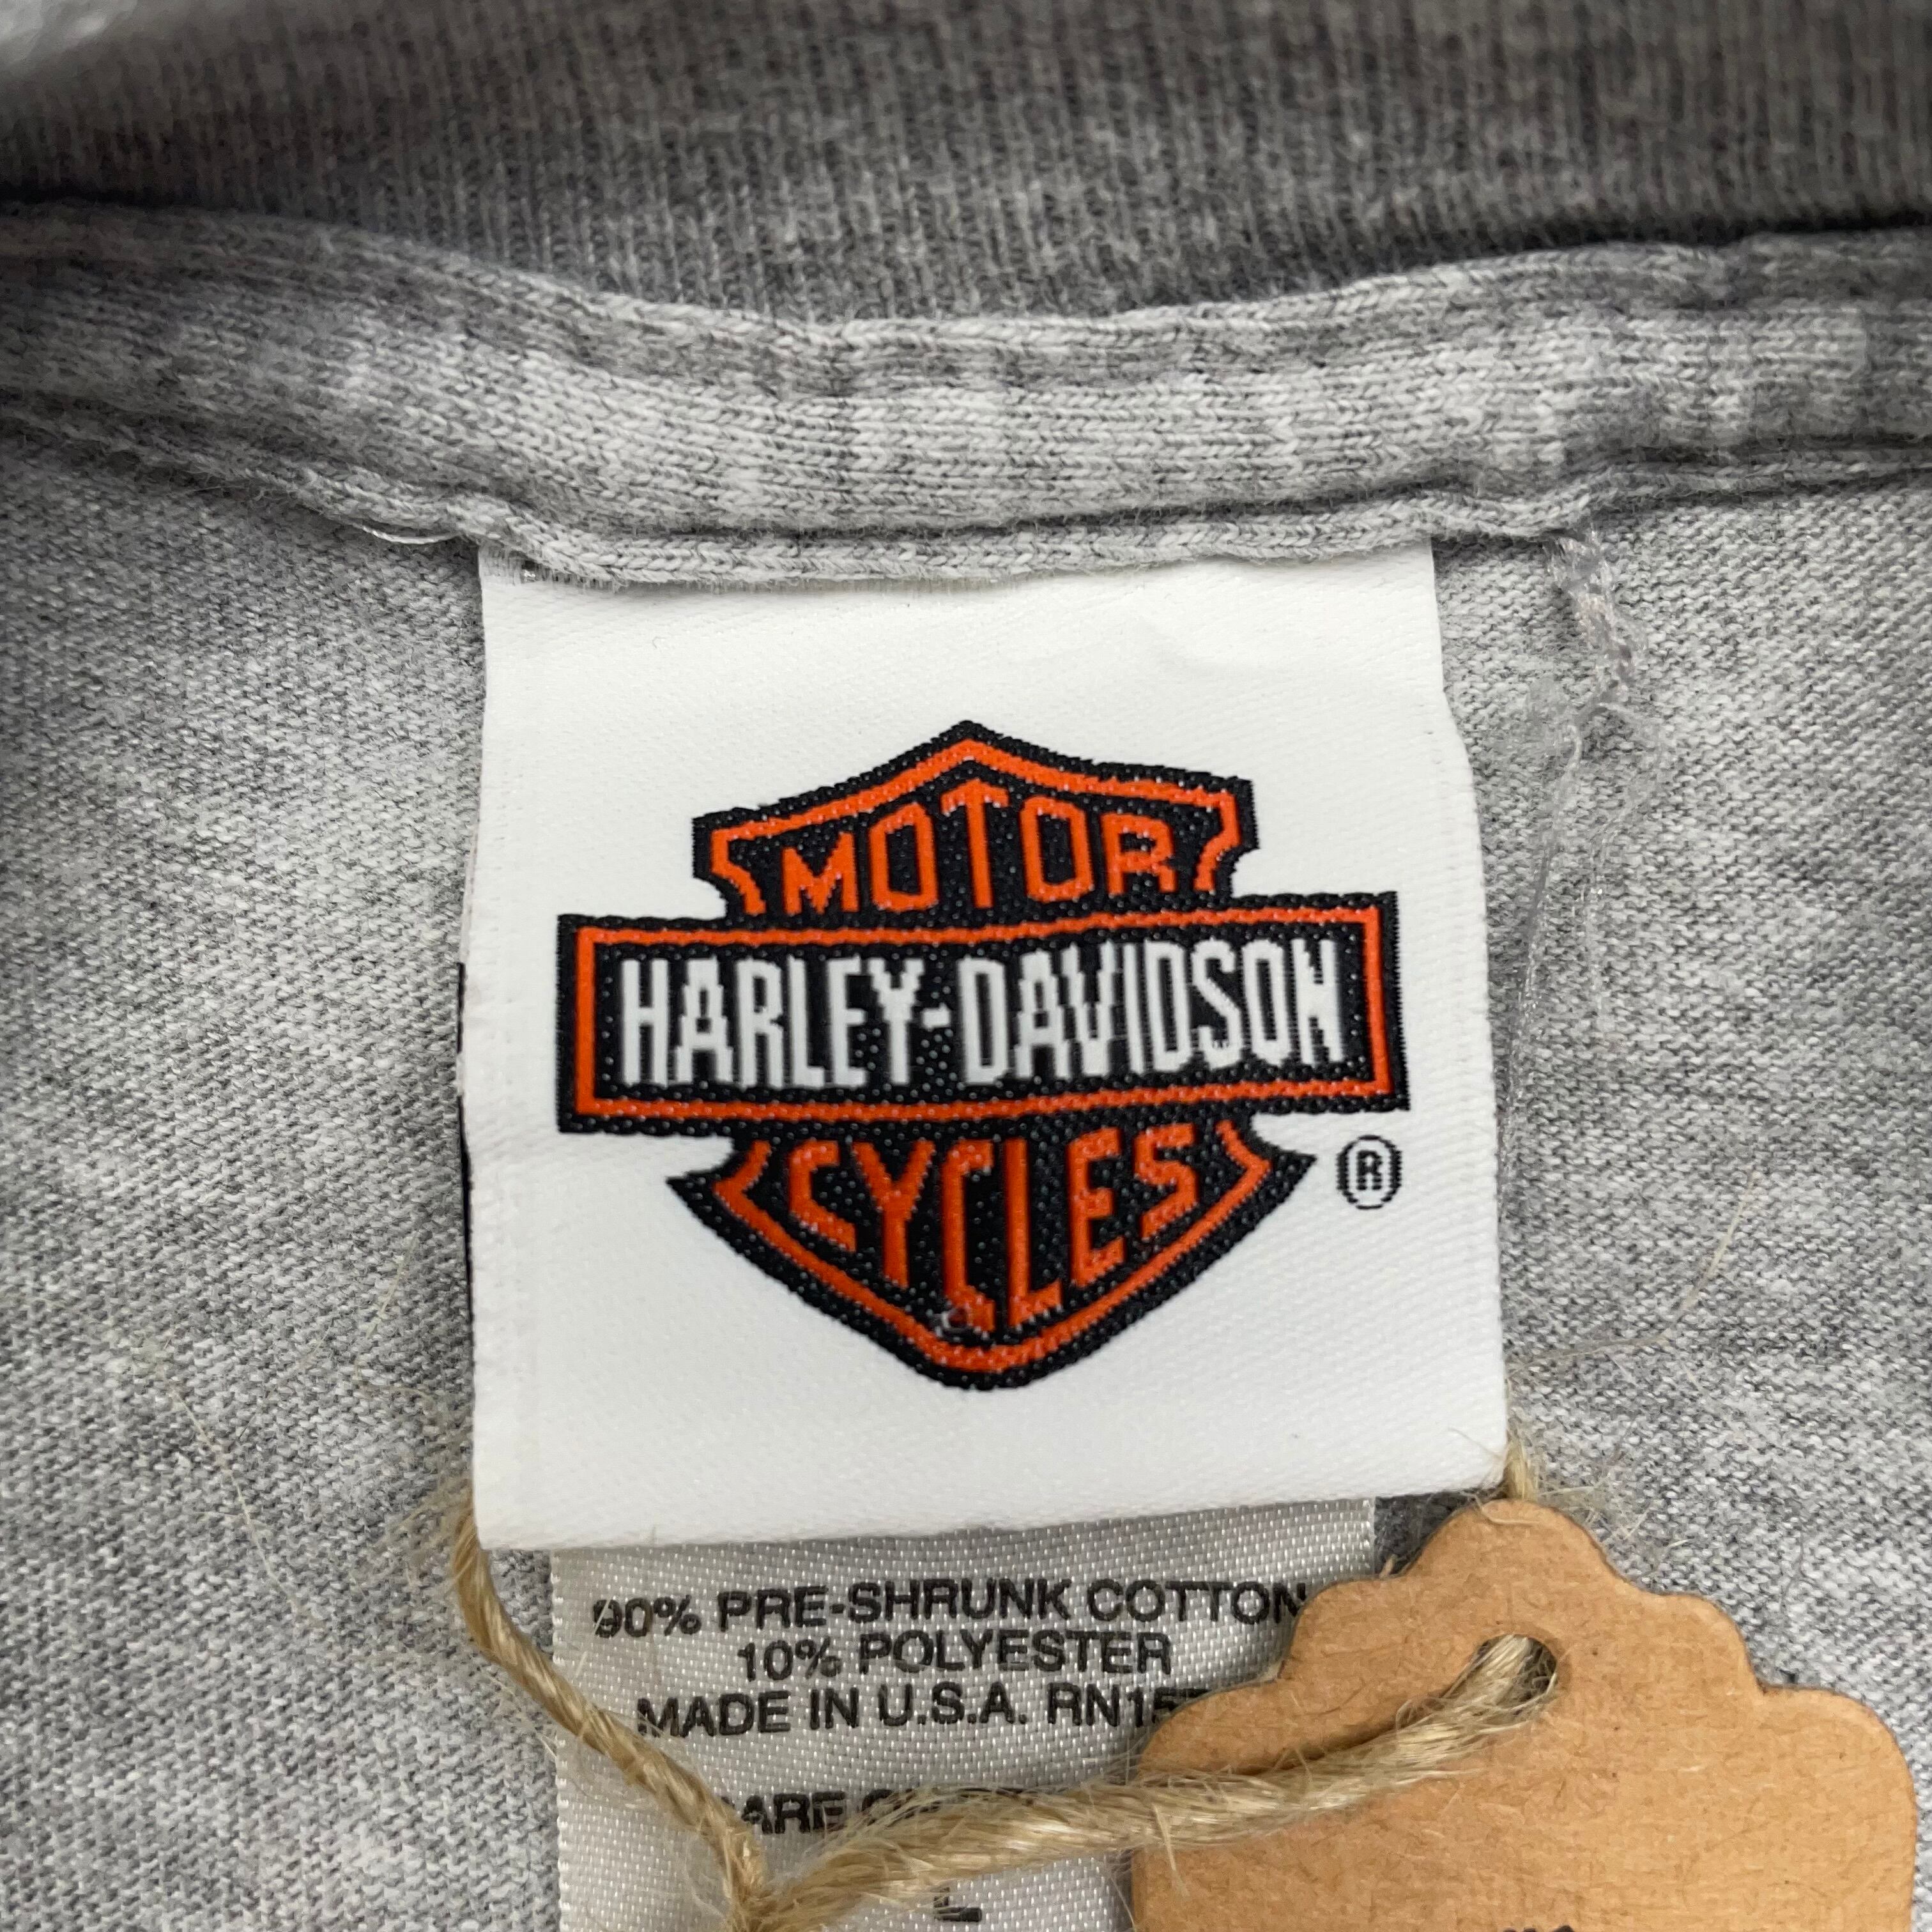 MOTOR
HARLEY-DAVIDSON
CYCLES
®
90% PRE-SHRUNK COTTON
10% POLYESTER
MADE IN U.S.A.
L